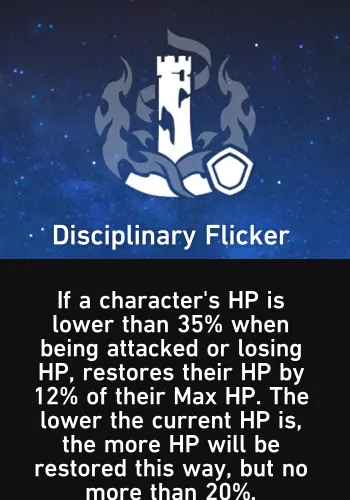 Disciplinary Flicker
If a character's HP is
lower than 35% when
being attacked or losing
HP, restores their HP by
12% of their Max HP. The
lower the current HP is,
the more HP will be
restored this way, but no
more than 20%.